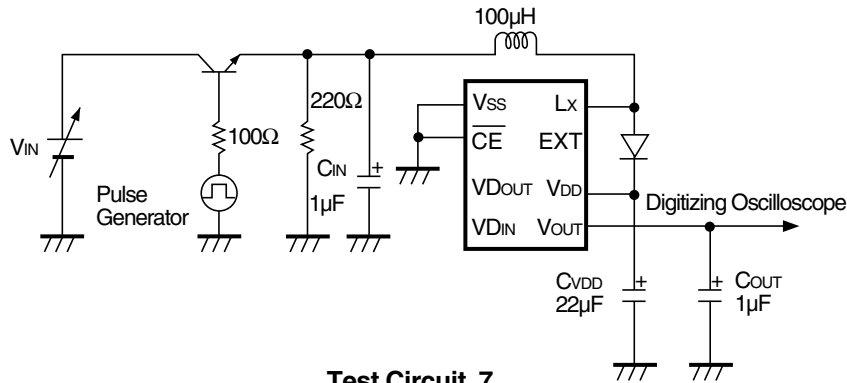 100µH
220Ω
VSS
LX
CE
EXT
VIN
100Ω
CIN
+
1µF
VDOUT
VDD
Pulse
Generator
Digitizing Oscilloscope
VDIN
VOUT
CVDD
22µF
+
COUT
1µF
+
Test Circuit 7